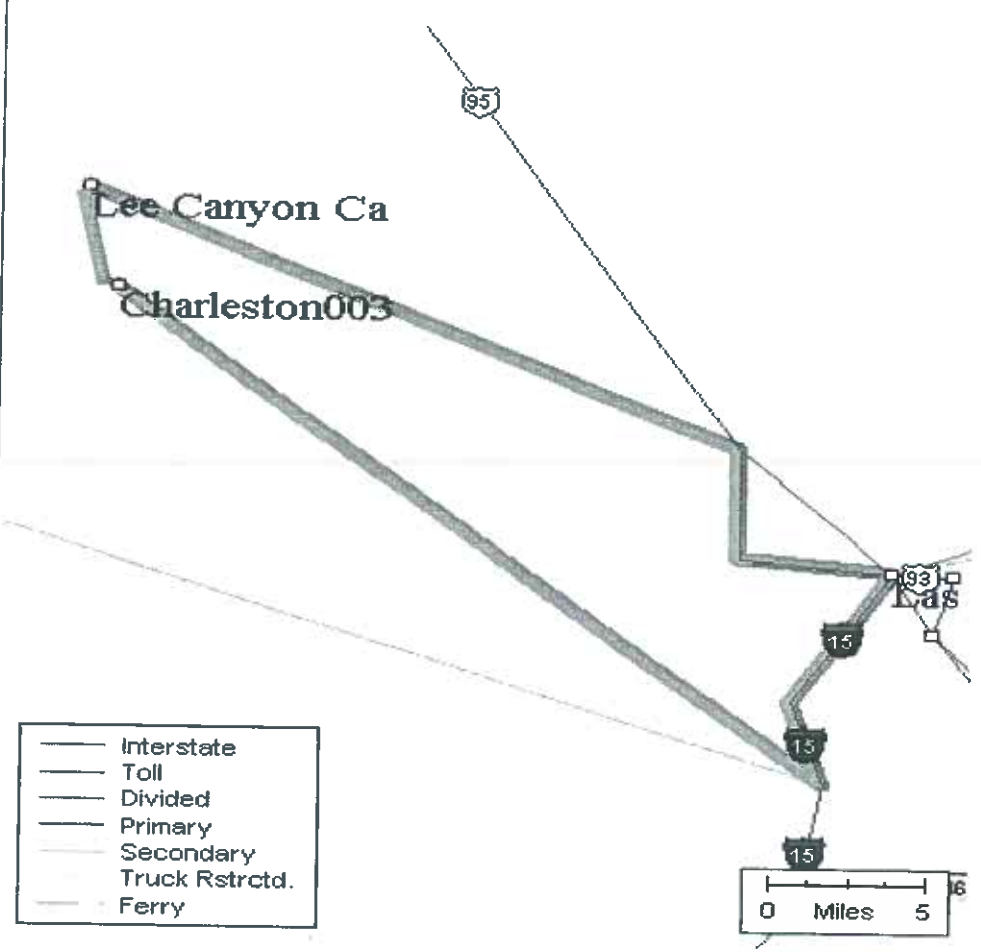 95
Lee Canyon Ca
Charleston003
93
Las
15
15
15
Interstate
Toll
Divided
Primary
Secondary
Truck Rstrctd.
Ferry
0 Miles 5